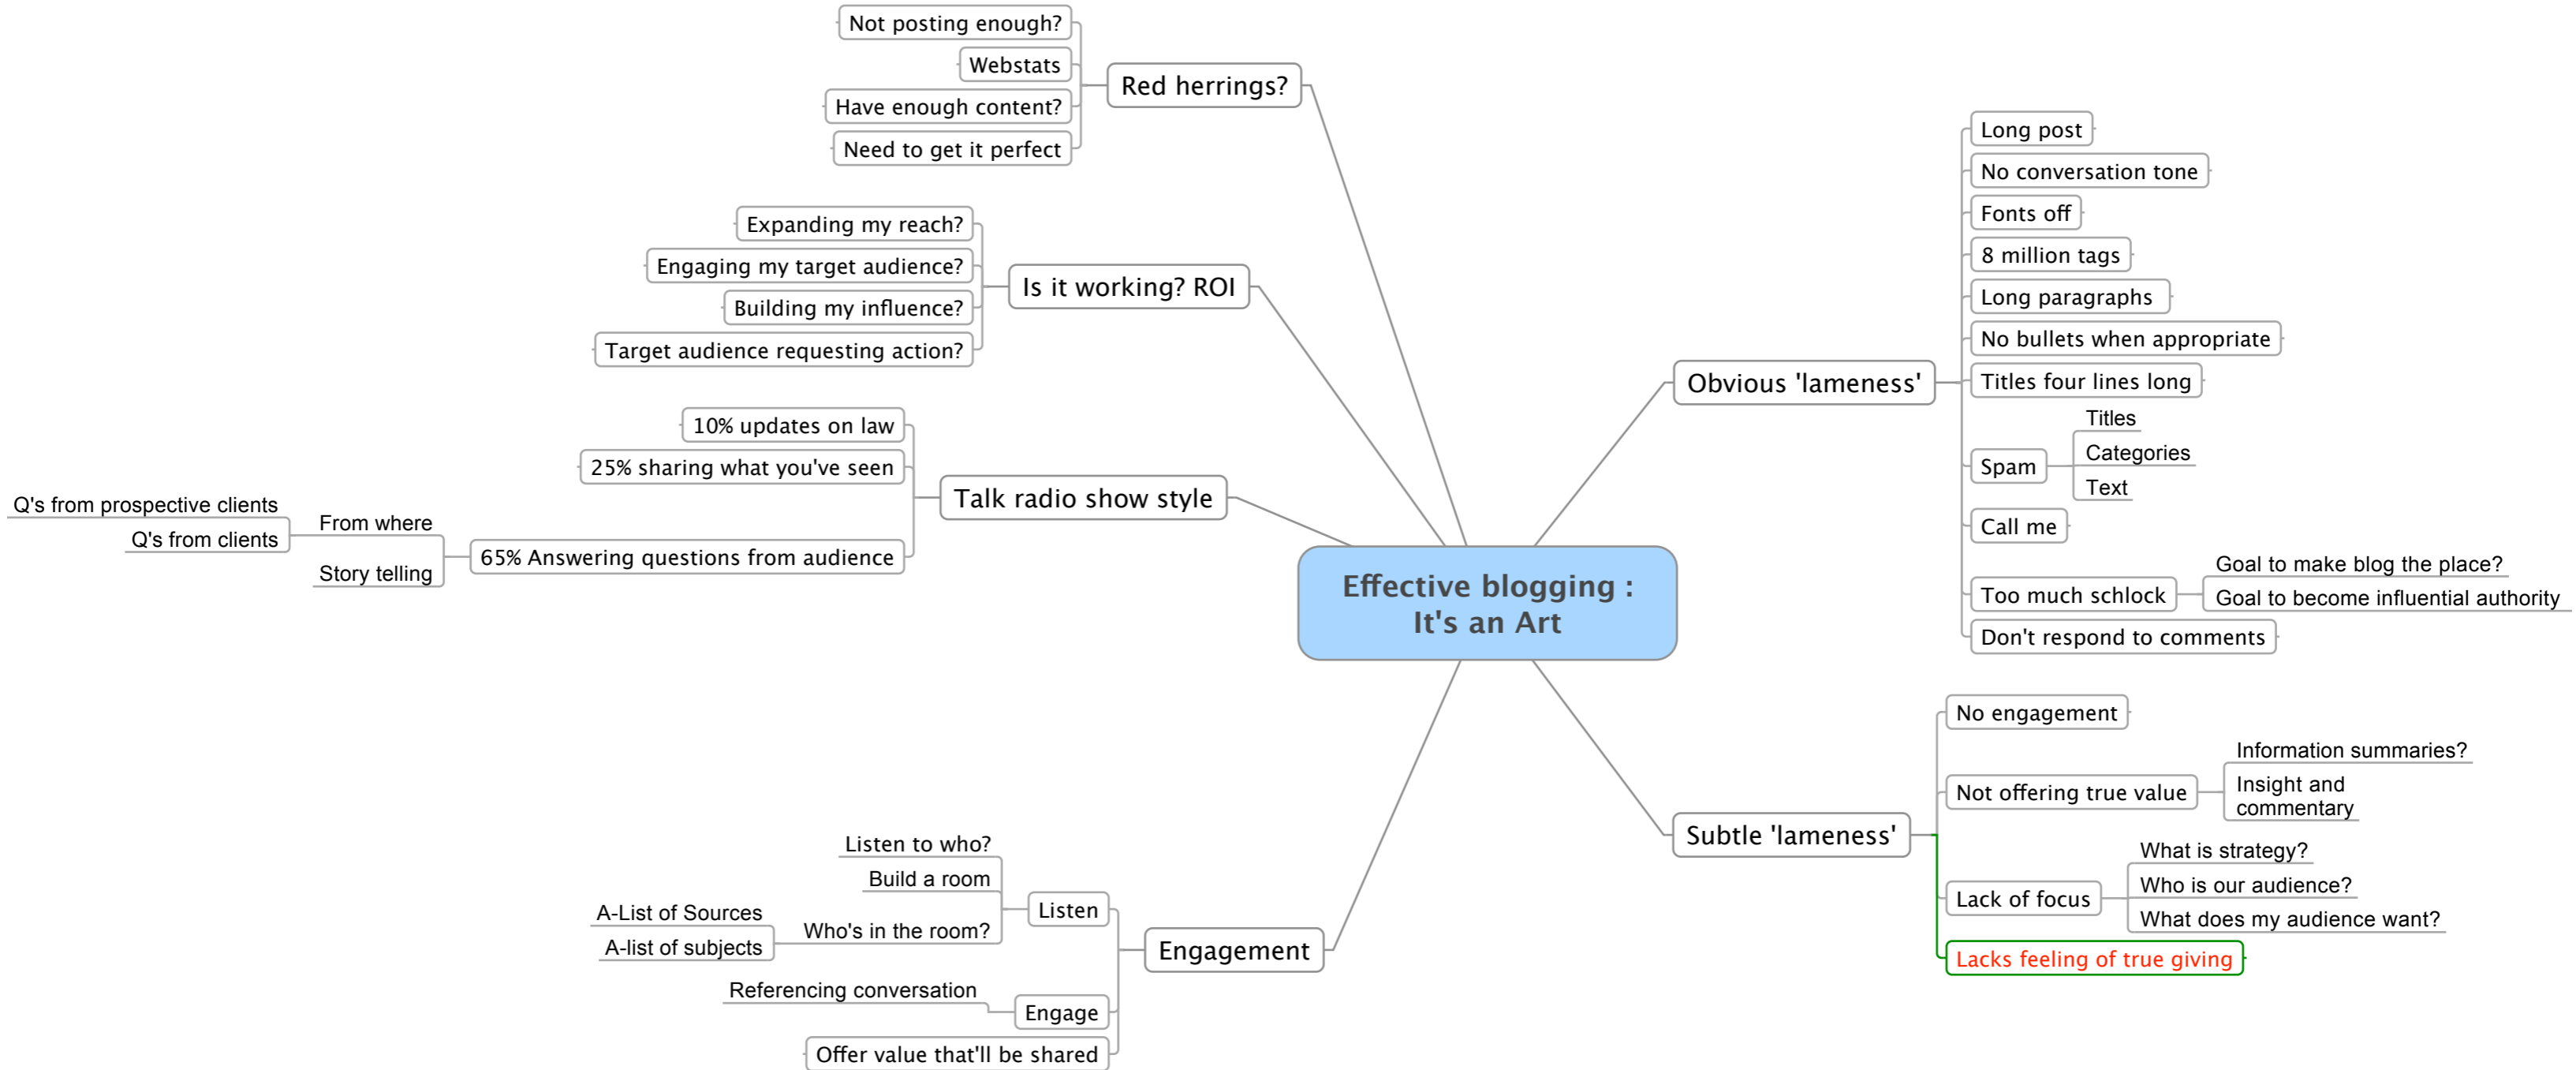 Effective blogging :
It's an Art
Red herrings?
Not posting enough?
Webstats
Have enough content?
Need to get it perfect
Is it working? ROI
Expanding my reach?
Engaging my target audience?
Building my influence?
Target audience requesting action?
Talk radio show style
10% updates on law
25% sharing what you've seen
65% Answering questions from audience
From where
Q's from prospective clients
Q's from clients
Story telling
Engagement
Listen
Listen to who?
Build a room
Who's in the room?
A-List of Sources
A-list of subjects
Engage
Referencing conversation
Offer value that'll be shared
Obvious 'lameness'
Long post
No conversation tone
Fonts off
8 million tags
Long paragraphs
No bullets when appropriate
Titles four lines long
Spam
Titles
Categories
Text
Call me
Too much schlock
Goal to make blog the place?
Goal to become influential authority
Don't respond to comments
Subtle 'lameness'
No engagement
Not offering true value
Information summaries?
Insight and
commentary
Lack of focus
What is strategy?
Who is our audience?
What does my audience want?
Lacks feeling of true giving